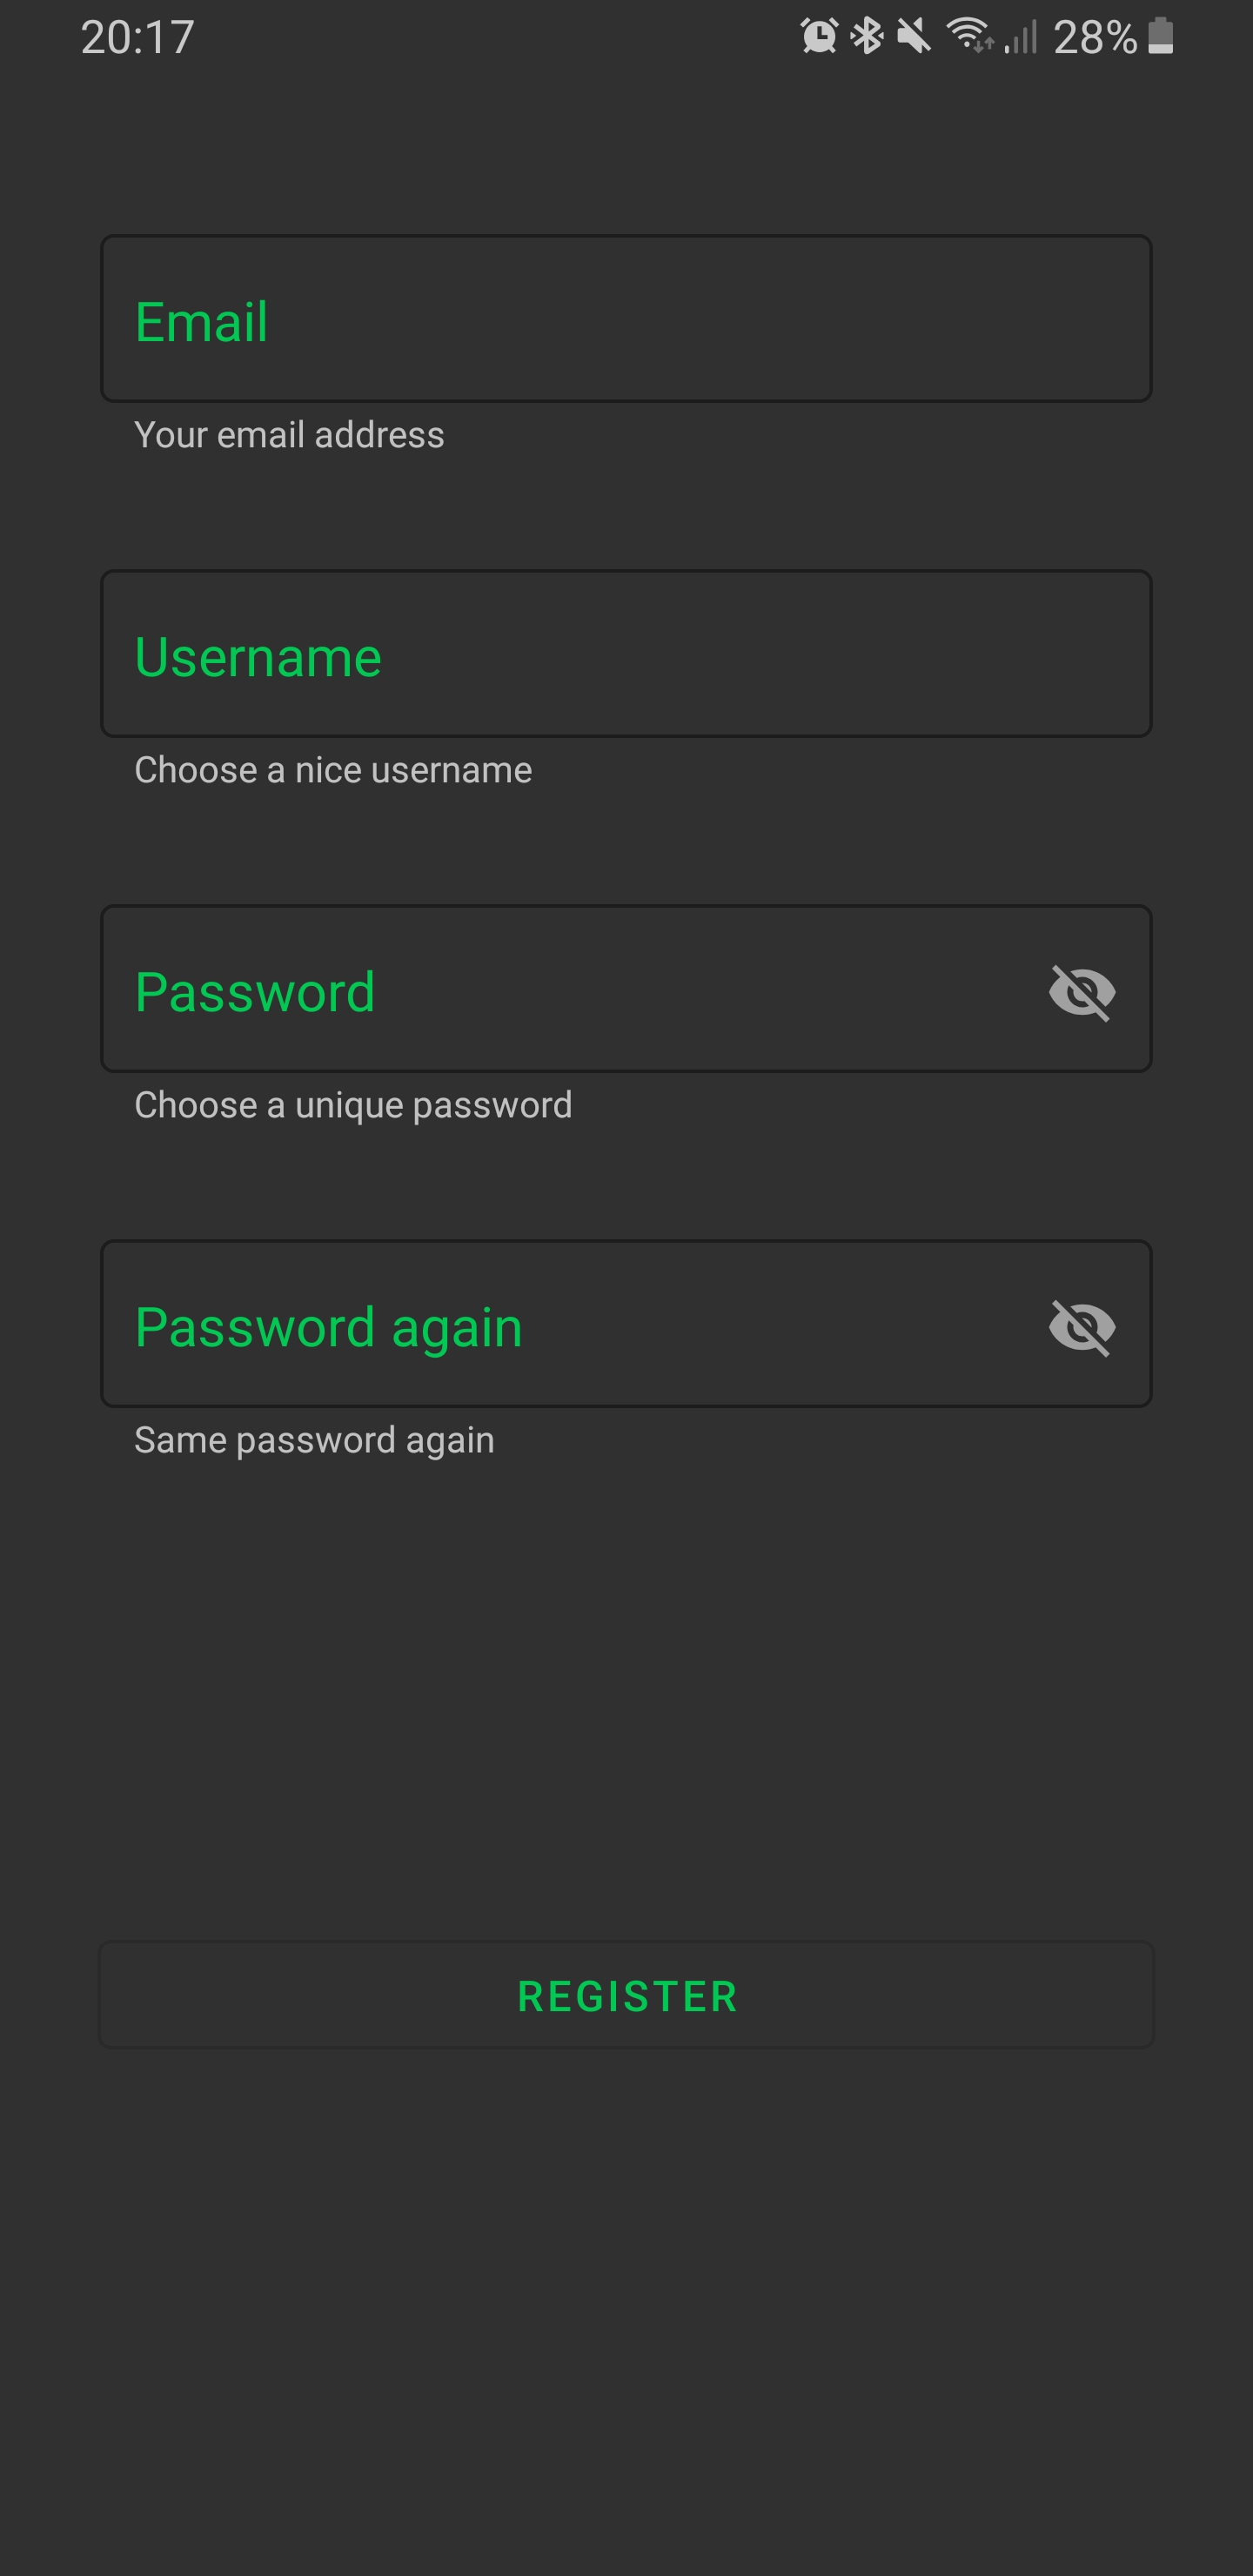 20:17 28%
Email
Your email address
Username
Choose a nice username
Password
Choose a unique password
Password again
Same password again
REGISTER